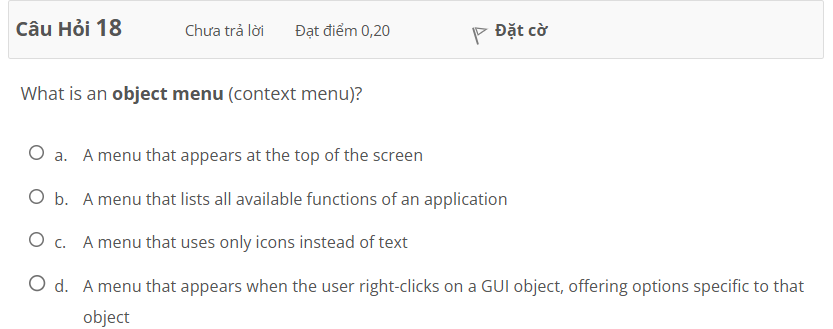 Câu Hỏi 18 Chưa trả lời Đạt điểm 0,20 Đặt cờ
What is an object menu (context menu)?
a. A menu that appears at the top of the screen
b. A menu that lists all available functions of an application
c. A menu that uses only icons instead of text
d. A menu that appears when the user right-clicks on a GUI object, offering options specific to that
object